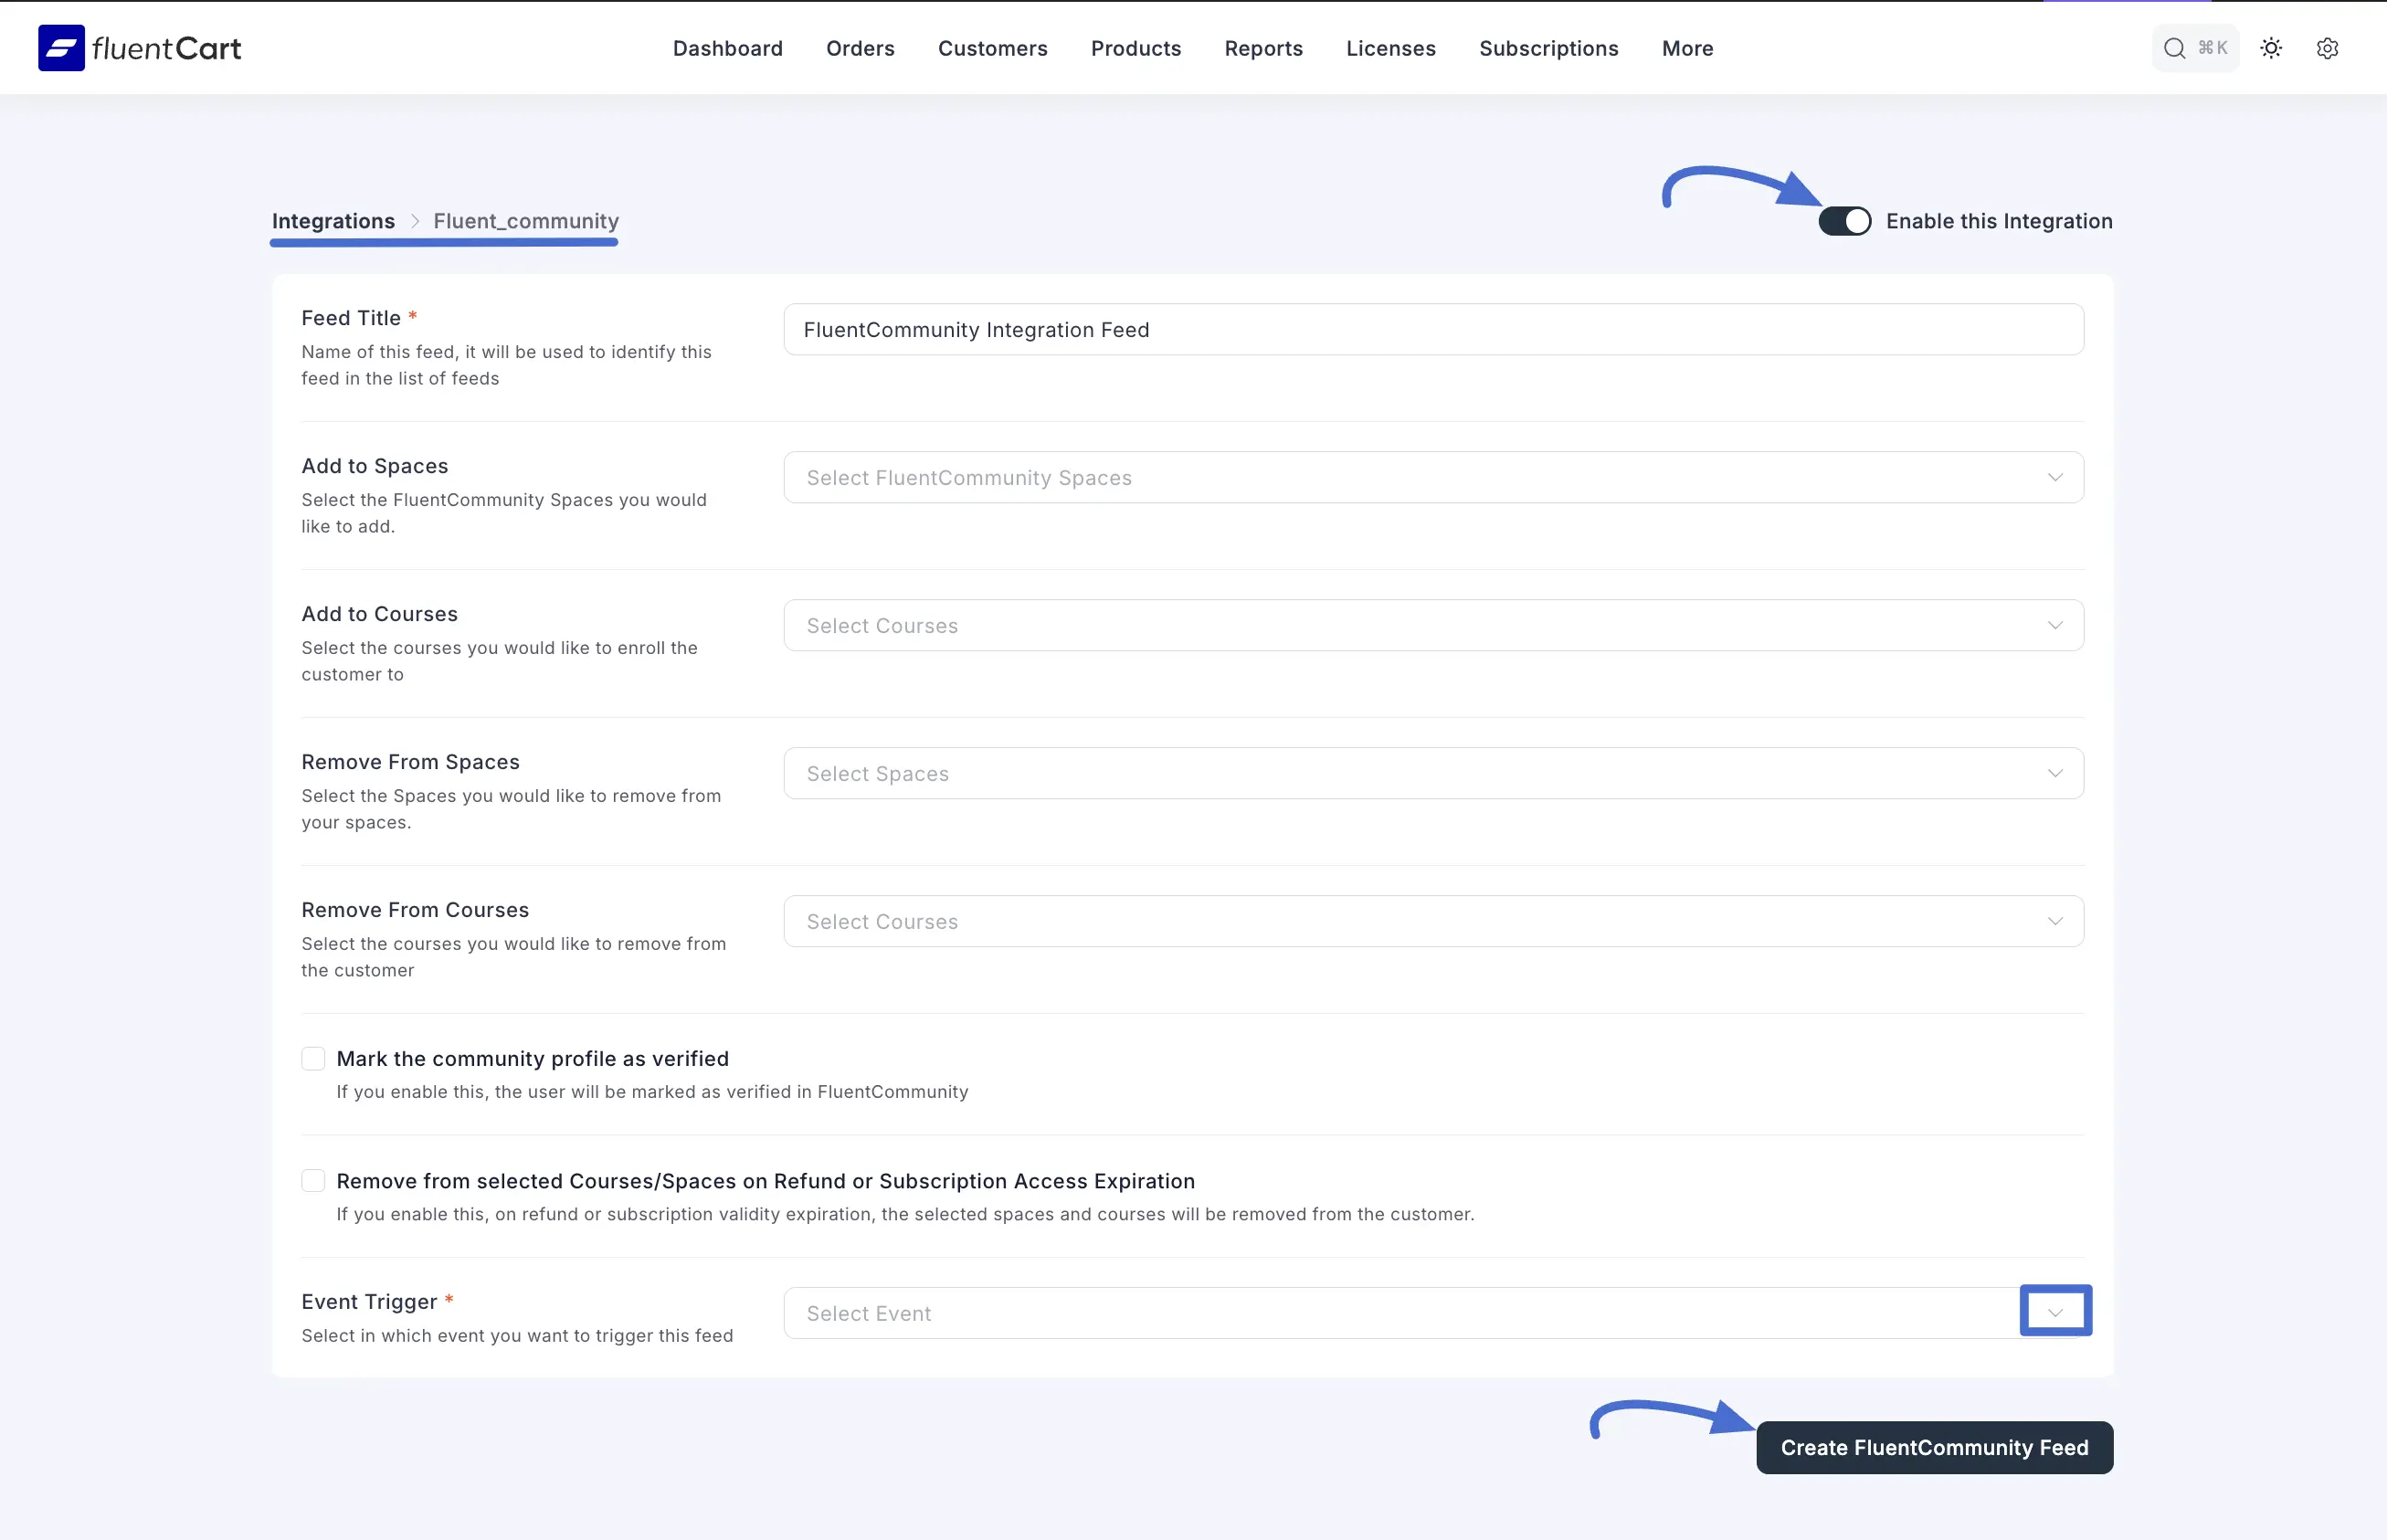 fluentCart
Dashboard Orders Customers Products Reports Licenses Subscriptions More
⌘K
Integrations > Fluent_community
Enable this Integration
Feed Title *
FluentCommunity Integration Feed
Name of this feed, it will be used to identify this
feed in the list of feeds
Add to Spaces
Select FluentCommunity Spaces
Select the FluentCommunity Spaces you would
like to add.
Add to Courses
Select Courses
Select the courses you would like to enroll the
customer to
Remove From Spaces
Select Spaces
Select the Spaces you would like to remove from
your spaces.
Remove From Courses
Select Courses
Select the courses you would like to remove from
the customer
Mark the community profile as verified
If you enable this, the user will be marked as verified in FluentCommunity
Remove from selected Courses/Spaces on Refund or Subscription Access Expiration
If you enable this, on refund or subscription validity expiration, the selected spaces and courses will be removed from the customer.
Event Trigger *
Select Event
Select in which event you want to trigger this feed
Create FluentCommunity Feed